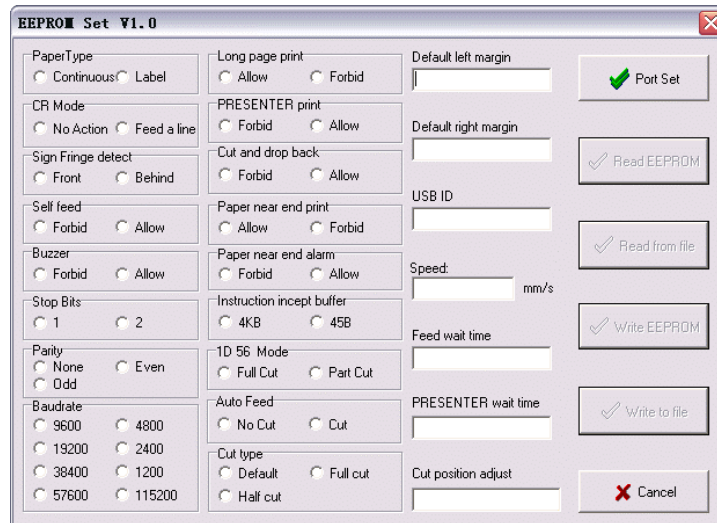 EEPROM Set V1.0
PaperType
Continuous Label
CR Mode
No Action Feed a line
Sign Fringe detect
Front Behind
Self feed
Forbid Allow
Buzzer
Forbid Allow
Stop Bits
1 2
Parity
None Even
Odd
Baudrate
9600 4800
19200 2400
38400 1200
57600 115200
Long page print
Allow Forbid
PRESENTER print
Forbid Allow
Cut and drop back
Forbid Allow
Paper near end print
Allow Forbid
Paper near end alarm
Forbid Allow
Instruction incept buffer
4KB 45B
1D 56 Mode
Full Cut Part Cut
Auto Feed
No Cut Cut
Cut type
Default Full cut
Half cut
Default left margin
Default right margin
USB ID
Speed:
mm/s
Feed wait time
PRESENTER wait time
Cut position adjust
Port Set
Read EEPROM
Read from file
Write EEPROM
Write to file
Cancel